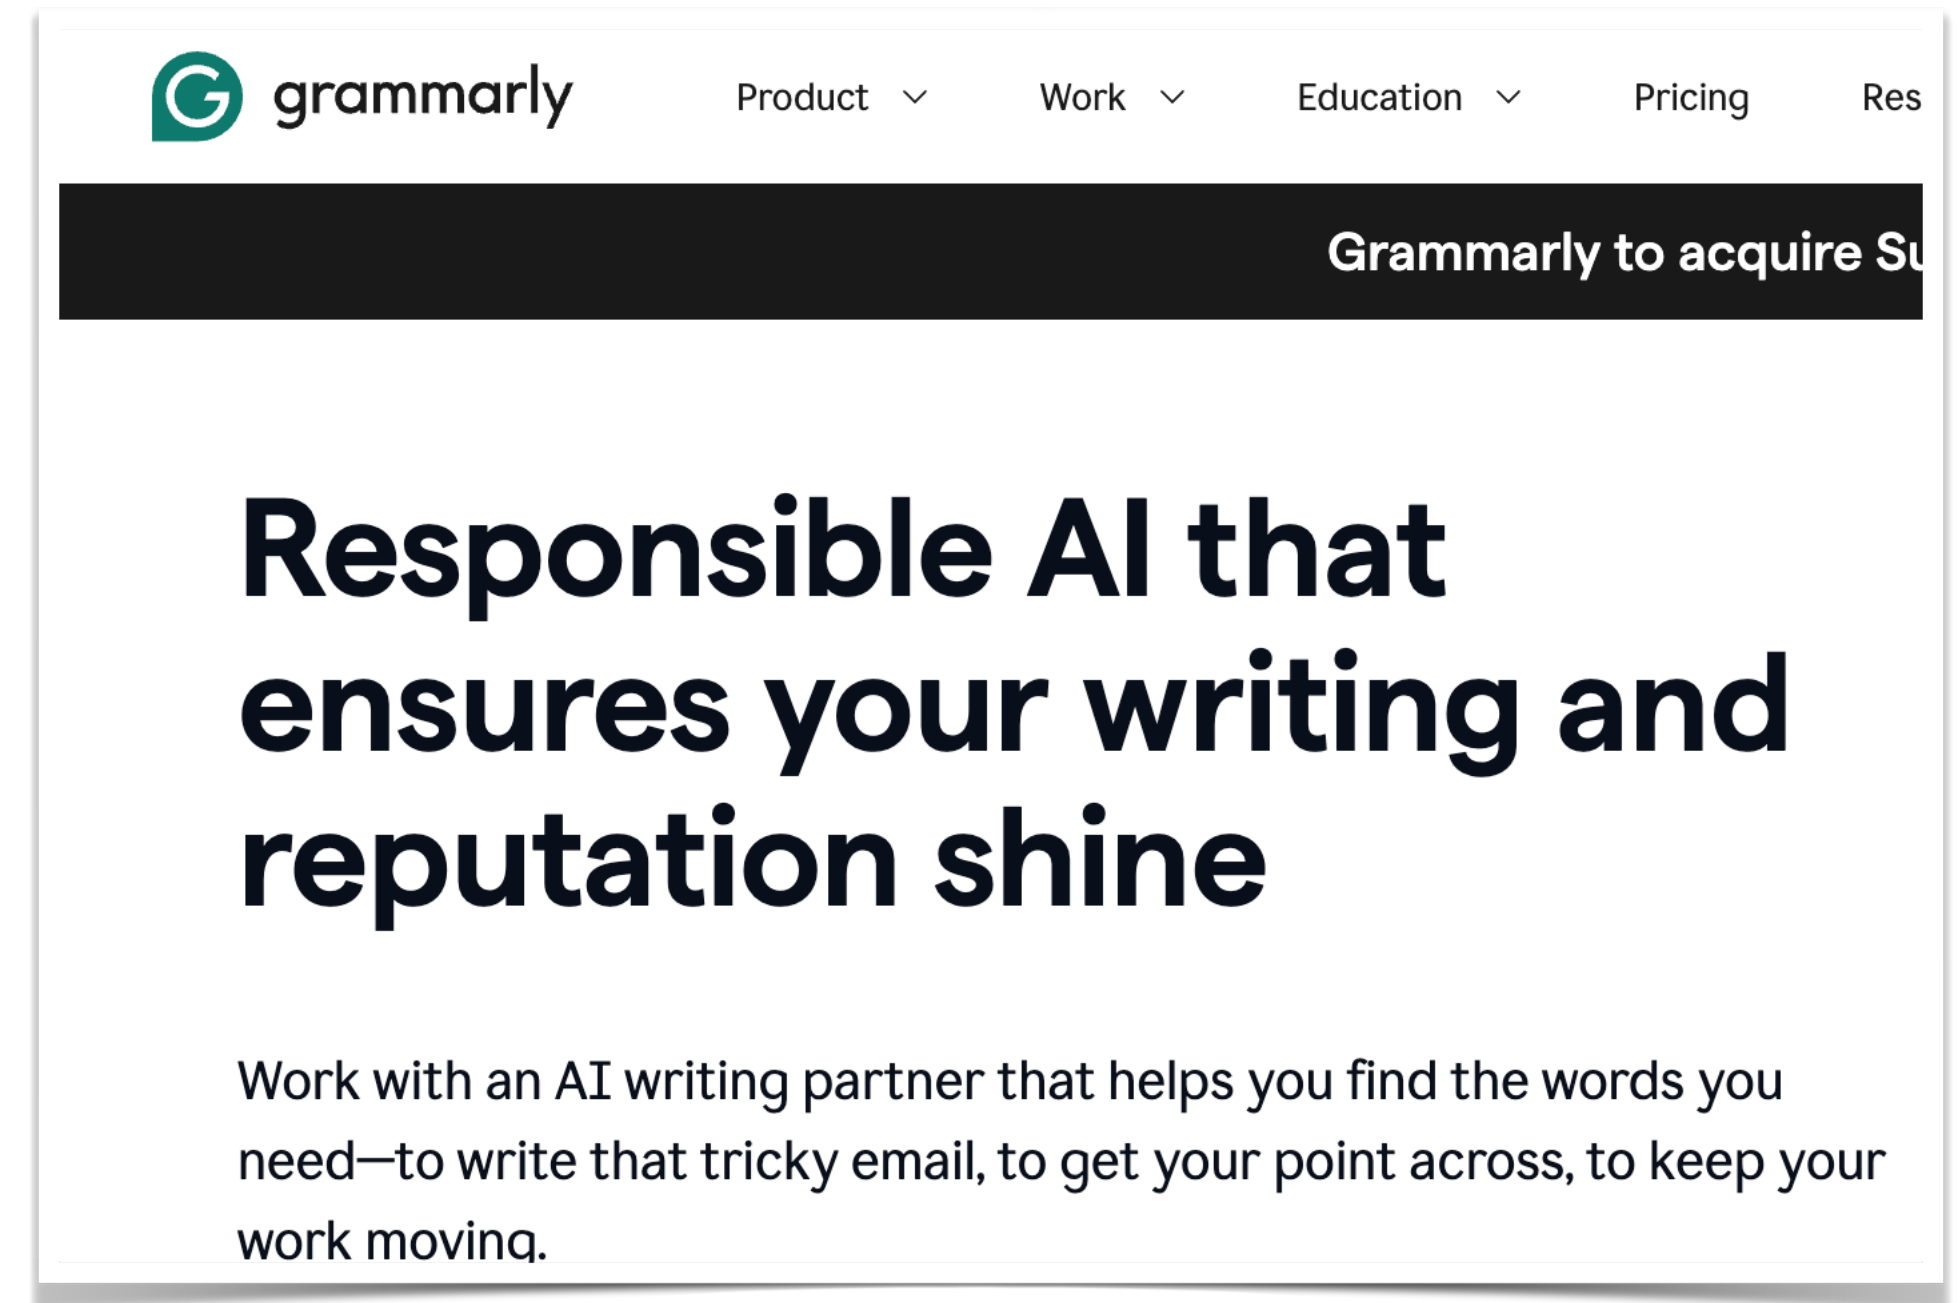 grammarly Product Work Education Pricing Res
Grammarly to acquire Su
Responsible AI that
ensures your writing and
reputation shine
Work with an AI writing partner that helps you find the words you
need—to write that tricky email, to get your point across, to keep your
work moving.